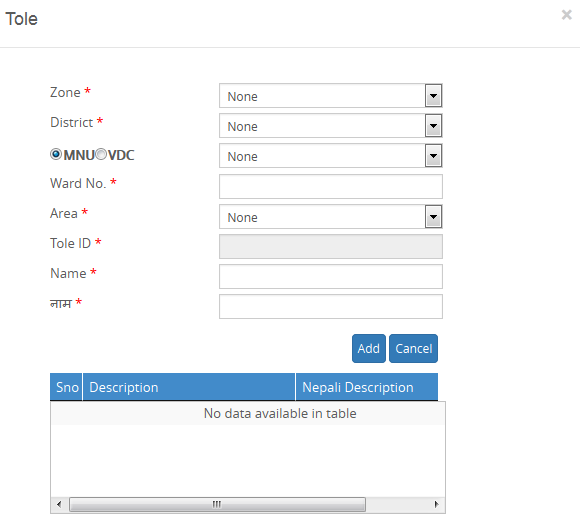 Tole
Zone *
None
District *
None
MNU VDC
None
Ward No. *
Area *
None
Tole ID *
Name *
नाम *
Add Cancel
Sno Description Nepali Description
No data available in table